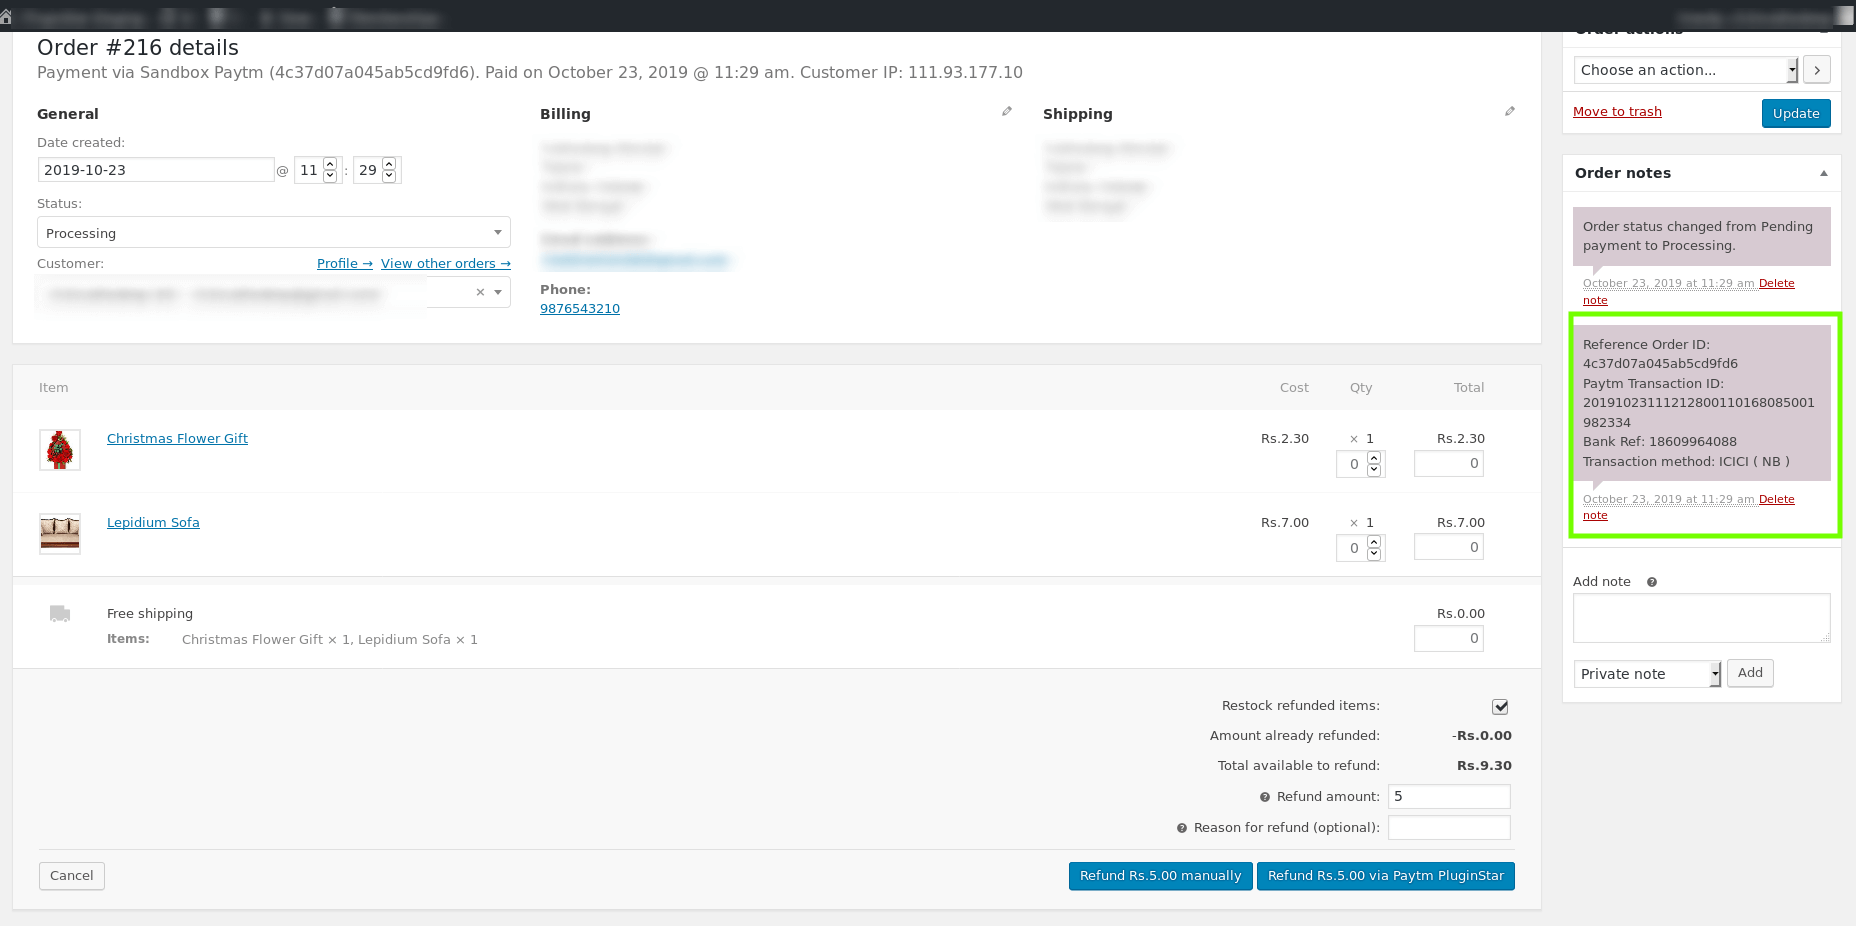 Order #216 details
Payment via Sandbox Paytm (4c37d07a045ab5cd9fd6). Paid on October 23, 2019 @ 11:29 am. Customer IP: 111.93.177.10
General
Date created:
2019-10-23 @ 11 : 29
Status:
Processing
Customer: Profile → View other orders →
×
Billing
Phone:
9876543210
Shipping
Item Cost Qty Total
Christmas Flower Gift Rs.2.30 × 1 Rs.2.30
0 0
Lepidium Sofa Rs.7.00 × 1 Rs.7.00
0 0
Free shipping Rs.0.00
Items: Christmas Flower Gift × 1, Lepidium Sofa × 1 0
Restock refunded items:
Amount already refunded: -Rs.0.00
Total available to refund: Rs.9.30
? Refund amount: 5
? Reason for refund (optional):
Cancel Refund Rs.5.00 manually Refund Rs.5.00 via Paytm PluginStar
Order actions
Choose an action... >
Move to trash Update
Order notes
Order status changed from Pending
payment to Processing.
October 23, 2019 at 11:29 am Delete
note
Reference Order ID:
4c37d07a045ab5cd9fd6
Paytm Transaction ID:
20191023111212800110168085001
982334
Bank Ref: 18609964088
Transaction method: ICICI ( NB )
October 23, 2019 at 11:29 am Delete
note
Add note ?
Private note Add